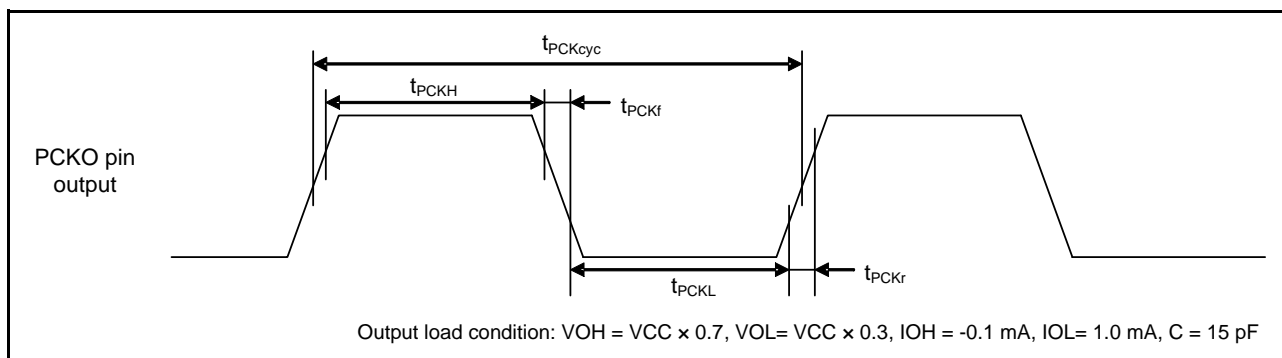 tPCKcyc
tPCKH
tPCKf
PCKO pin
output
tPCKL
tPCKr
Output load condition: VOH = VCC × 0.7, VOL= VCC × 0.3, IOH = -0.1 mA, IOL= 1.0 mA, C = 15 pF